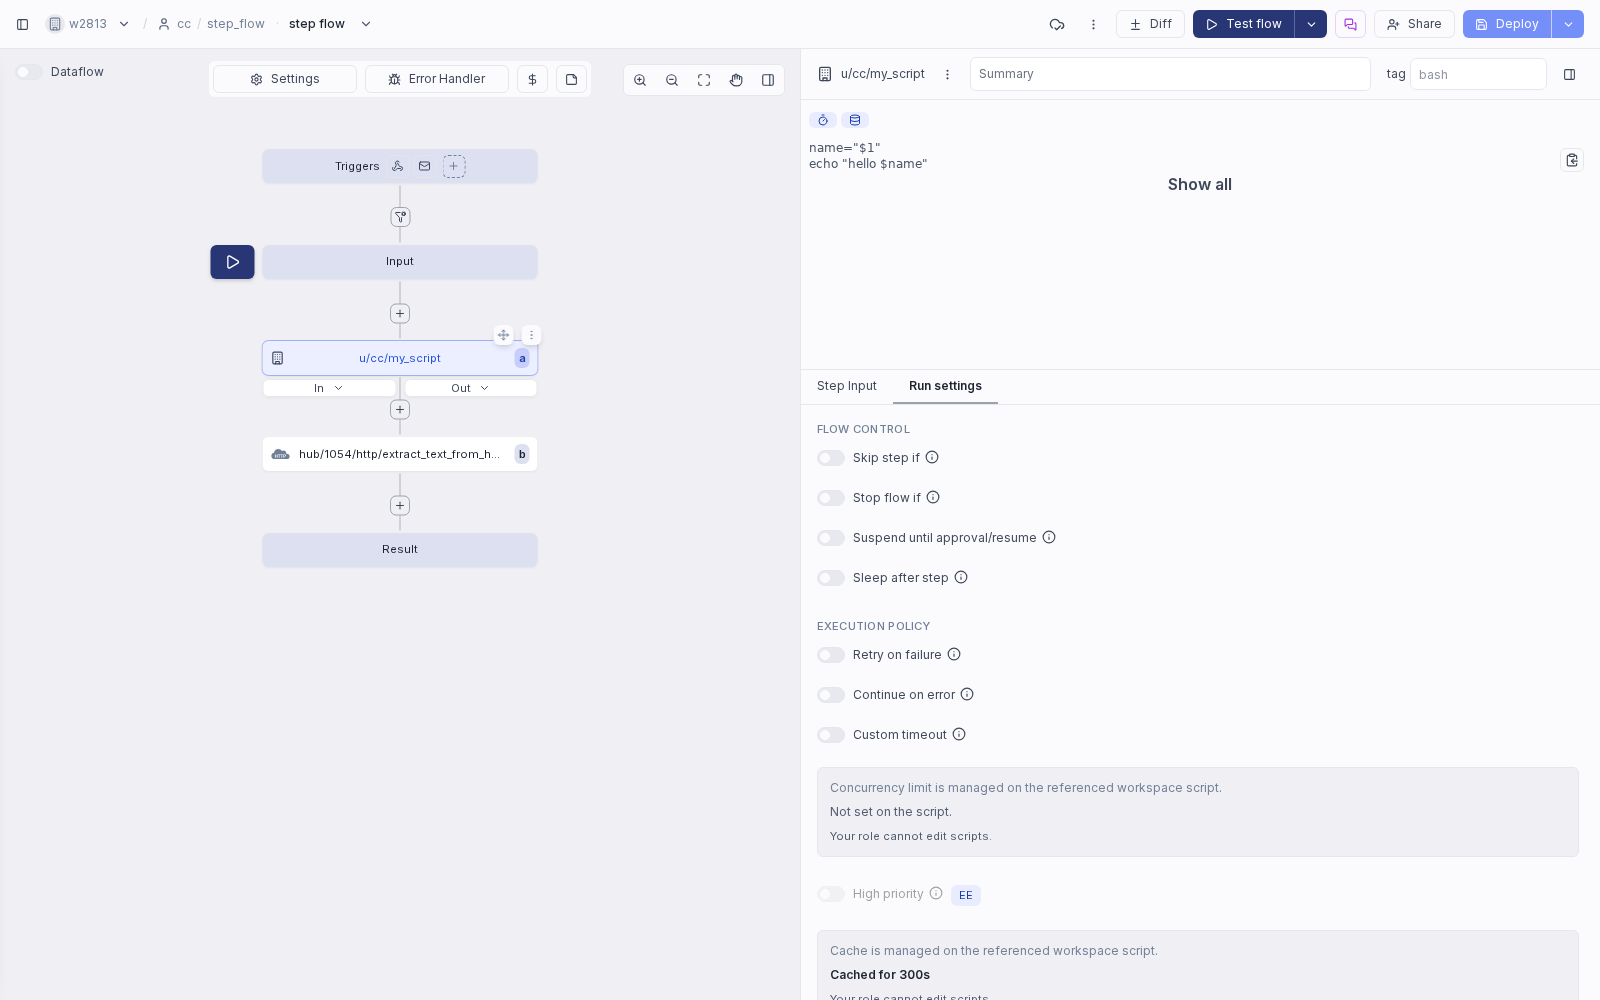 w2813 / cc / step_flow · step flow
Diff
Test flow
Share
Deploy
Dataflow
Settings
Error Handler
Triggers
Input
u/cc/my_script
a
In
Out
hub/1054/http/extract_text_from_h...
b
Result
u/cc/my_script
Summary
tag
bash
name="$1"
echo "hello $name"
Show all
Step Input
Run settings
FLOW CONTROL
Skip step if
Stop flow if
Suspend until approval/resume
Sleep after step
EXECUTION POLICY
Retry on failure
Continue on error
Custom timeout
Concurrency limit is managed on the referenced workspace script.
Not set on the script.
Your role cannot edit scripts.
High priority
EE
Cache is managed on the referenced workspace script.
Cached for 300s
Your role cannot edit scripts.